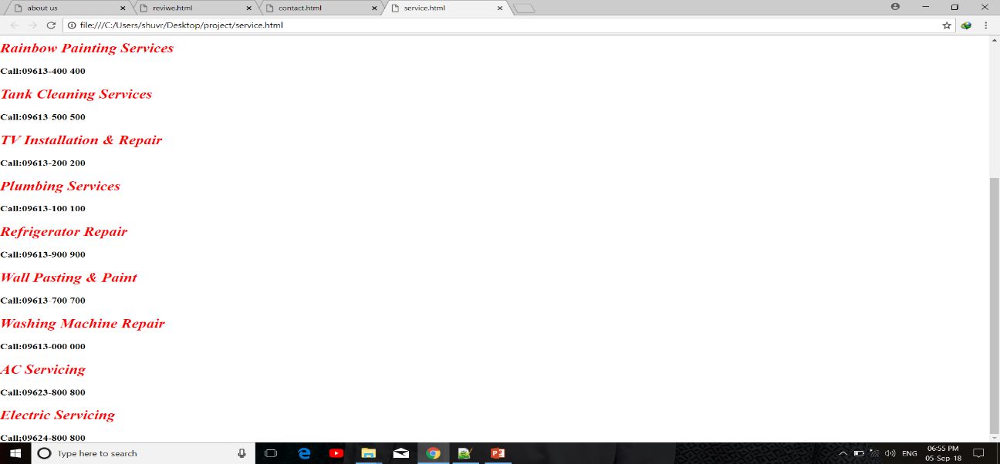 about us
reviwe.html
contact.html
service.html
file:///C:/Users/shuvr/Desktop/project/service.html
Rainbow Painting Services
Call:09613-400 400
Tank Cleaning Services
Call:09613-500 500
TV Installation & Repair
Call:09613-200 200
Plumbing Services
Call:09613-100 100
Refrigerator Repair
Call:09613-900 900
Wall Pasting & Paint
Call:09613-700 700
Washing Machine Repair
Call:09613-000 000
AC Servicing
Call:09623-800 800
Electric Servicing
Call;09624-800 800
Type here to search
ENG
06:55 PM
05-Sep-18